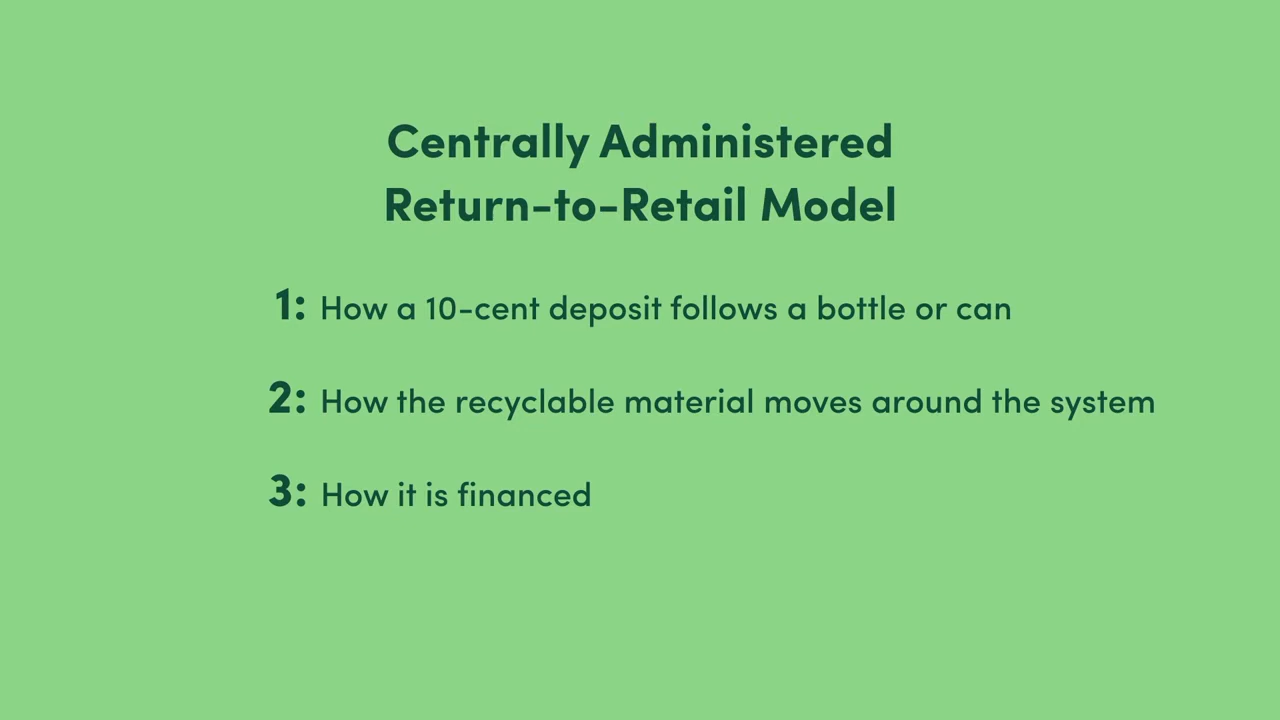 Centrally Administered
Return-to-Retail Model
1: How a 10-cent deposit follows a bottle or can
2: How the recyclable material moves around the system
3: How it is financed